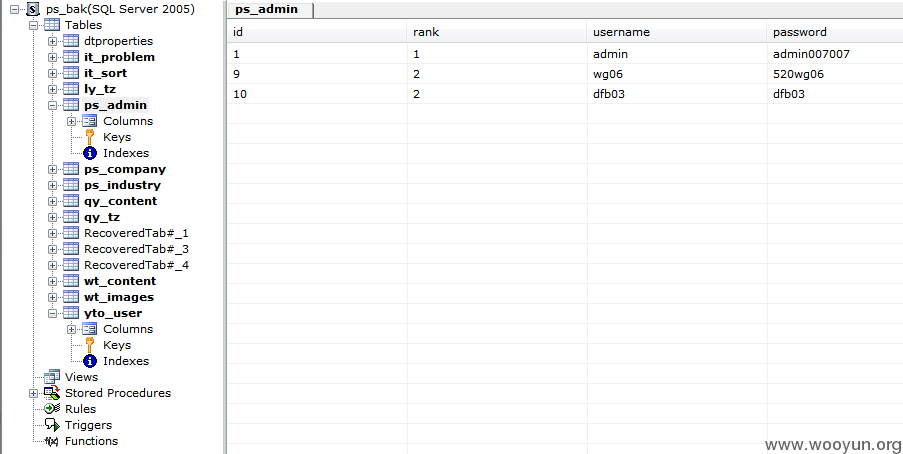 ps_bak(SQL Server 2005)
Tables
dtproperties
it_problem
it_sort
ly_tz
ps_admin
Columns
Keys
Indexes
ps_company
ps_industry
qy_content
qy_tz
RecoveredTab#_1
RecoveredTab#_3
RecoveredTab#_4
wt_content
wt_images
yto_user
Columns
Keys
Indexes
Views
Stored Procedures
Rules
Triggers
Functions
ps_admin
id rank username password
1 1 admin admin007007
9 2 wg06 520wg06
10 2 dfb03 dfb03
www.wooyun.org